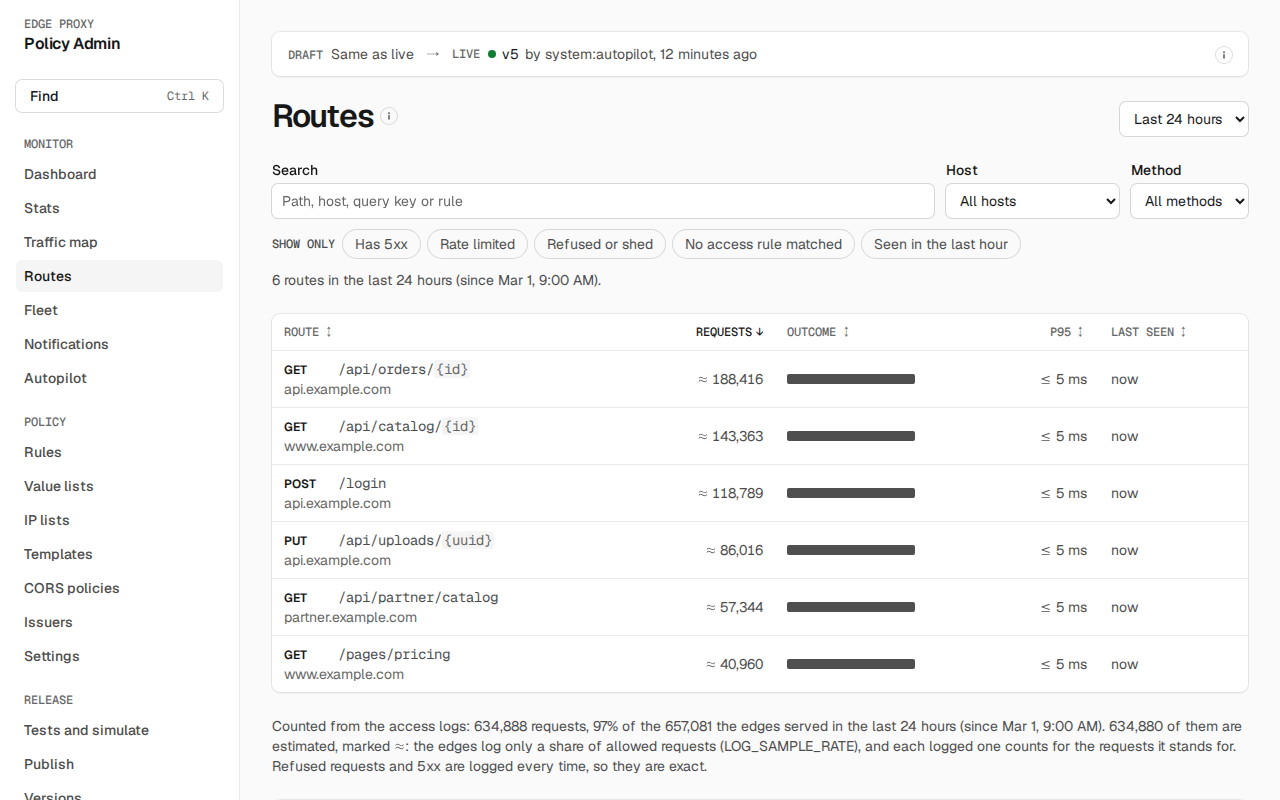 EDGE PROXY
Policy Admin
Find Ctrl K
MONITOR
Dashboard
Stats
Traffic map
Routes
Fleet
Notifications
Autopilot
POLICY
Rules
Value lists
IP lists
Templates
CORS policies
Issuers
Settings
RELEASE
Tests and simulate
Publish
Versions
DRAFT Same as live → LIVE v5 by system:autopilot, 12 minutes ago
Routes
Last 24 hours
Search
Path, host, query key or rule
Host
All hosts
Method
All methods
SHOW ONLY Has 5xx Rate limited Refused or shed No access rule matched Seen in the last hour
6 routes in the last 24 hours (since Mar 1, 9:00 AM).
ROUTE ↕ REQUESTS ↓ OUTCOME ↕ P95 ↕ LAST SEEN ↕
GET /api/orders/{id} ≈ 188,416 ≤ 5 ms now
api.example.com
GET /api/catalog/{id} ≈ 143,363 ≤ 5 ms now
www.example.com
POST /login ≈ 118,789 ≤ 5 ms now
api.example.com
PUT /api/uploads/{uuid} ≈ 86,016 ≤ 5 ms now
api.example.com
GET /api/partner/catalog ≈ 57,344 ≤ 5 ms now
partner.example.com
GET /pages/pricing ≈ 40,960 ≤ 5 ms now
www.example.com
Counted from the access logs: 634,888 requests, 97% of the 657,081 the edges served in the last 24 hours (since Mar 1, 9:00 AM). 634,880 of them are
estimated, marked ≈: the edges log only a share of allowed requests (LOG_SAMPLE_RATE), and each logged one counts for the requests it stands for.
Refused requests and 5xx are logged every time, so they are exact.